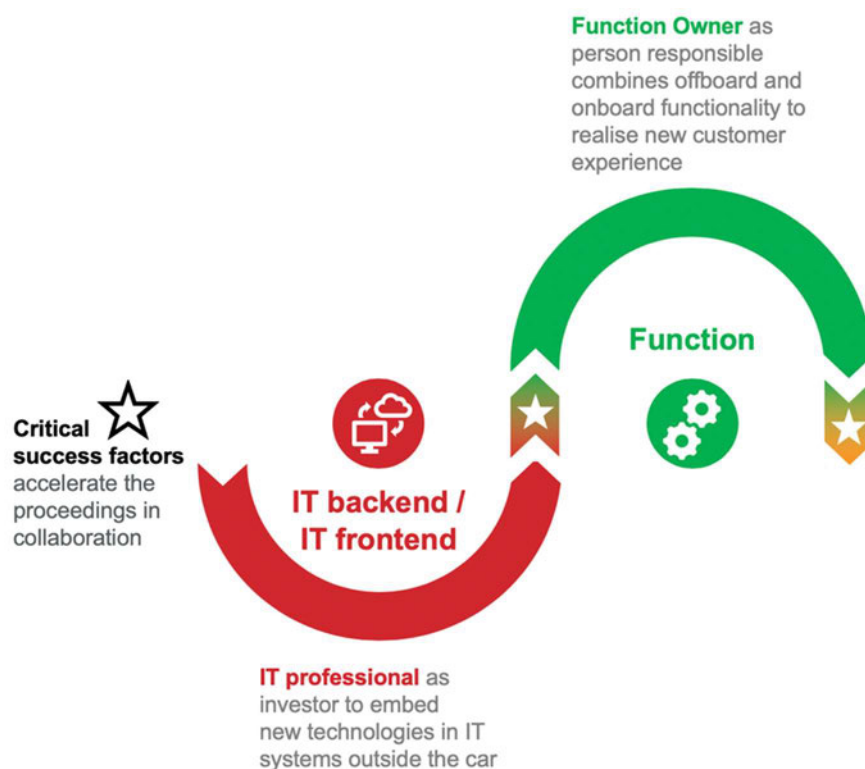 Function Owner as
person responsible
combines offboard and
onboard functionality to
realise new customer
experience
Function
Critical
success factors
accelerate the
proceedings in
collaboration
IT backend /
IT frontend
IT professional as
investor to embed
new technologies in IT
systems outside the car